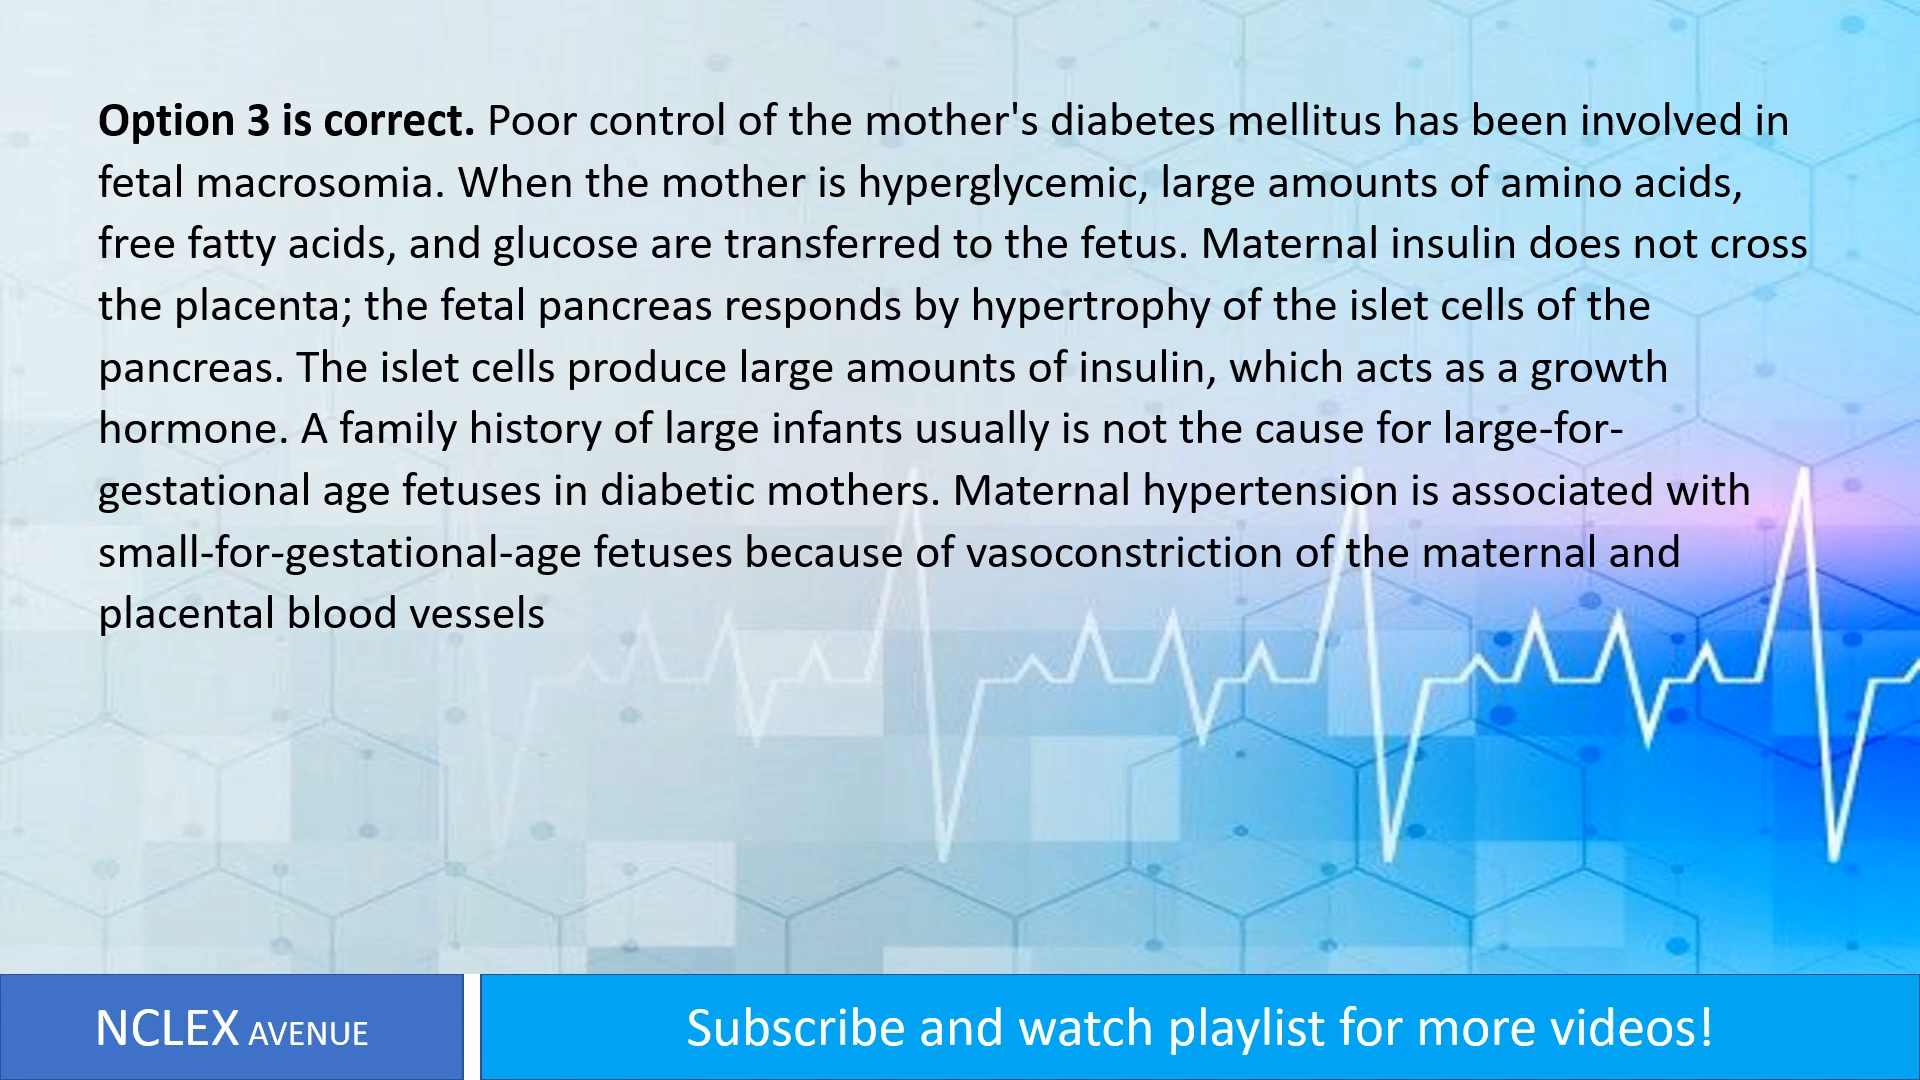 Option 3 is correct. Poor control of the mother's diabetes mellitus has been involved in
fetal macrosomia. When the mother is hyperglycemic, large amounts of amino acids,
free fatty acids, and glucose are transferred to the fetus. Maternal insulin does not cross
the placenta; the fetal pancreas responds by hypertrophy of the islet cells of the
pancreas. The islet cells produce large amounts of insulin, which acts as a growth
hormone. A family history of large infants usually is not the cause for large-for-
gestational age fetuses in diabetic mothers. Maternal hypertension is associated with
small-for-gestational-age fetuses because of vasoconstriction of the maternal and
placental blood vessels
NCLEX AVENUE
Subscribe and watch playlist for more videos!